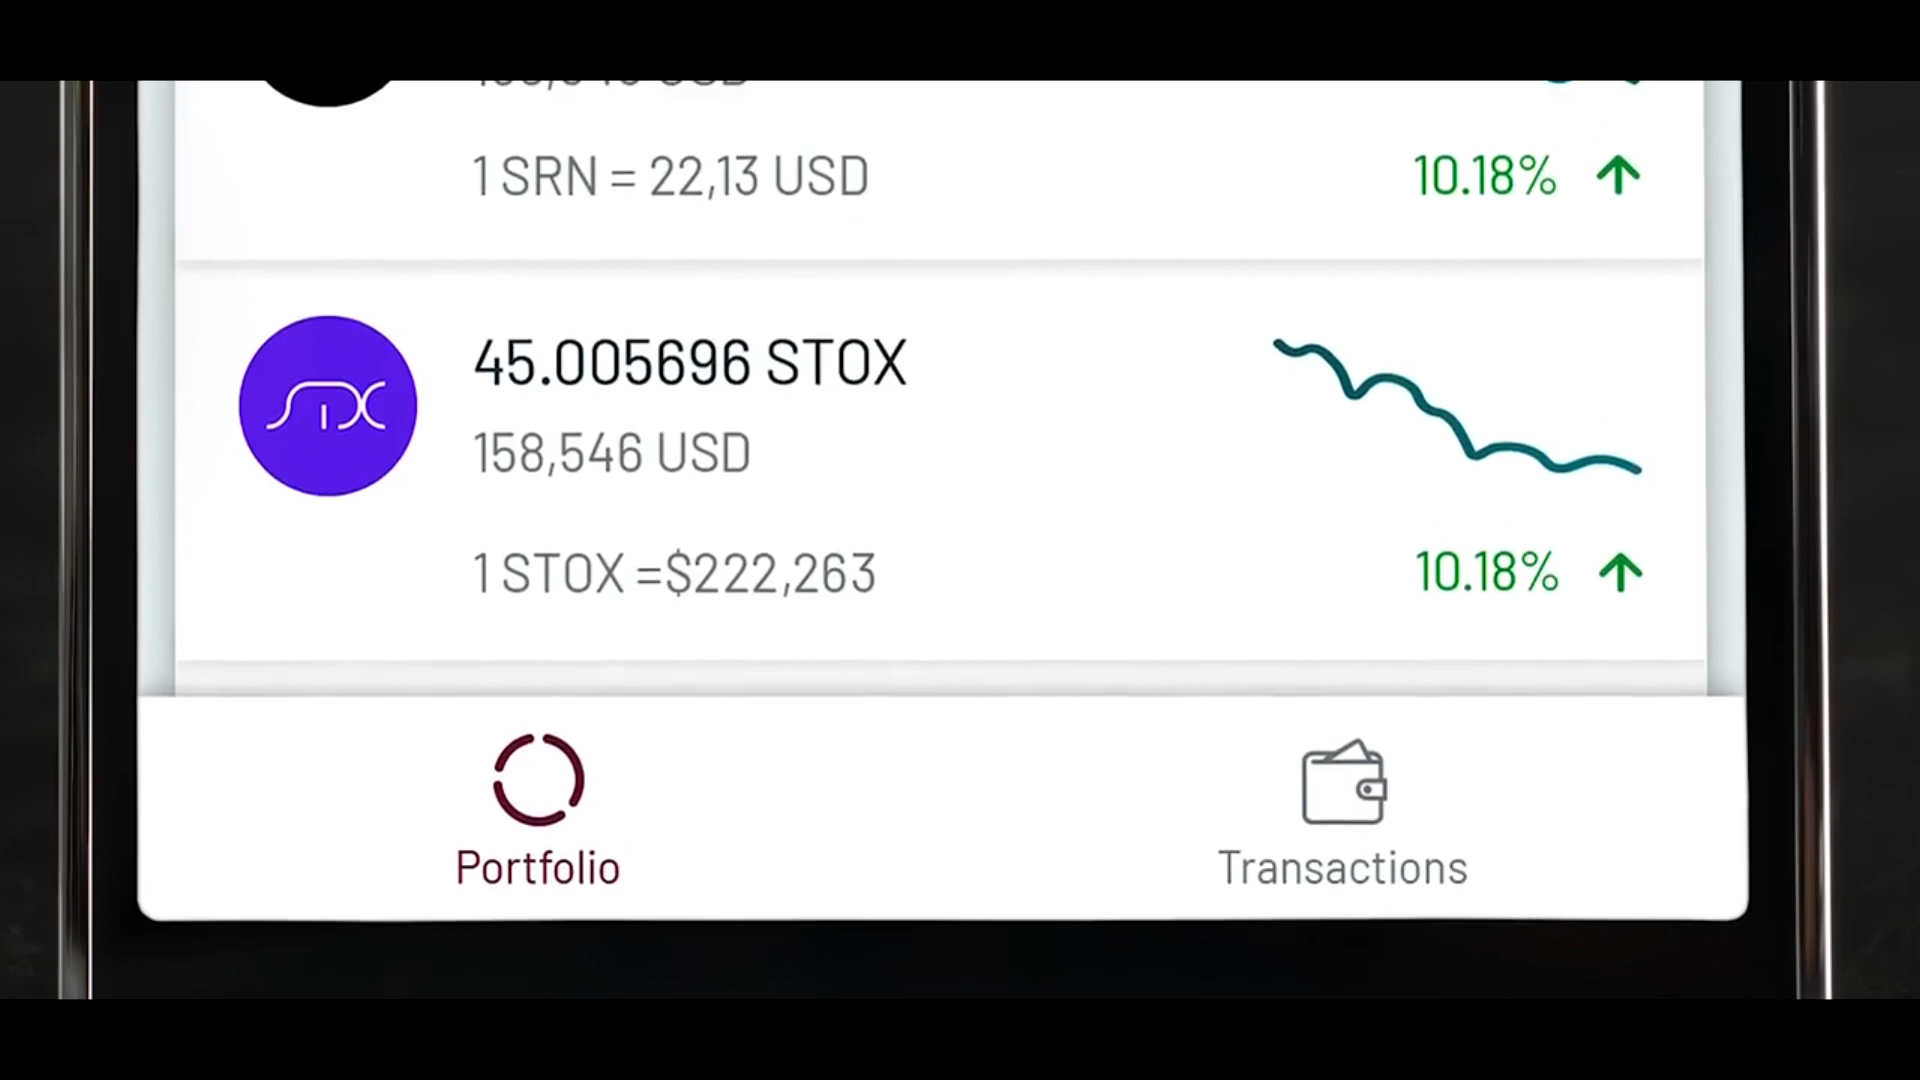 1 SRN = 22,13 USD
10.18%
45.005696 STOX
158,546 USD
1 STOX =$222,263
10.18%
Portfolio
Transactions